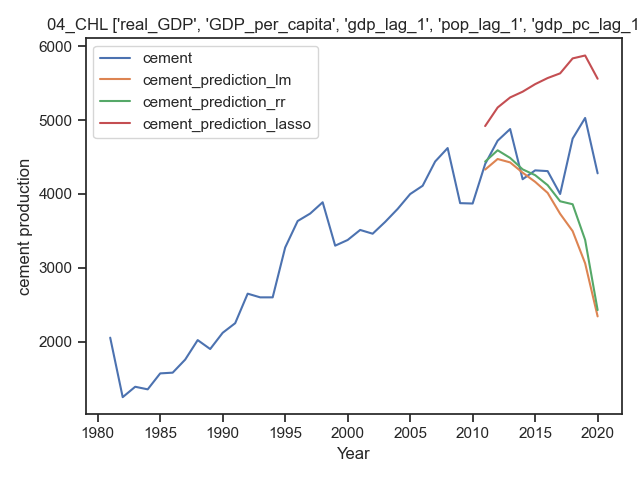 04_CHL ['real_GDP', 'GDP_per_capita', 'gdp_lag_1', 'pop_lag_1', 'gdp_pc_lag_1
cement
cement_prediction_lm
cement_prediction_rr
cement_prediction_lasso
6000
5000
4000
3000
2000
cement production
1980 1985 1990 1995 2000 2005 2010 2015 2020
Year